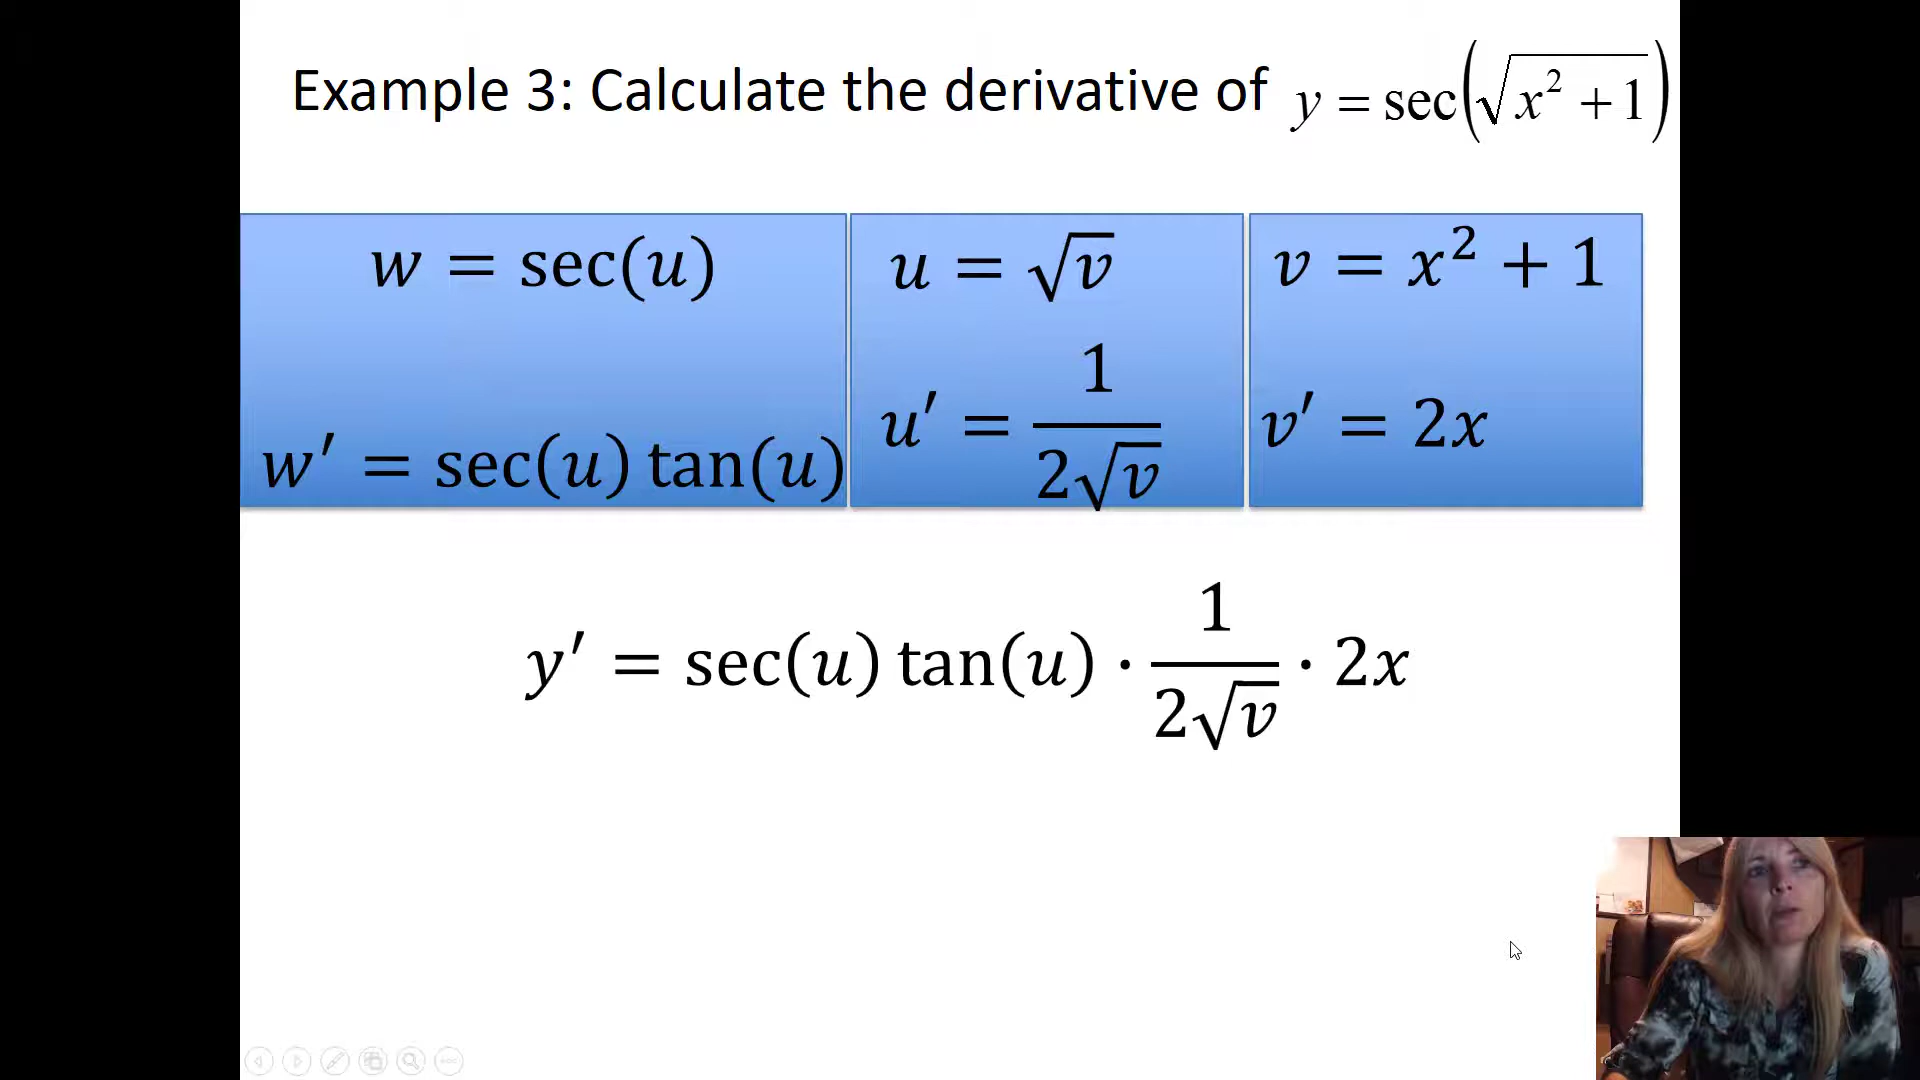 Example 3: Calculate the derivative of y = sec(√(x² + 1))
w = sec(u)
w′ = sec(u) tan(u)
u = √v
u′ = 1/(2√v)
v = x² + 1
v′ = 2x
y′ = sec(u) tan(u) · 1/(2√v) · 2x